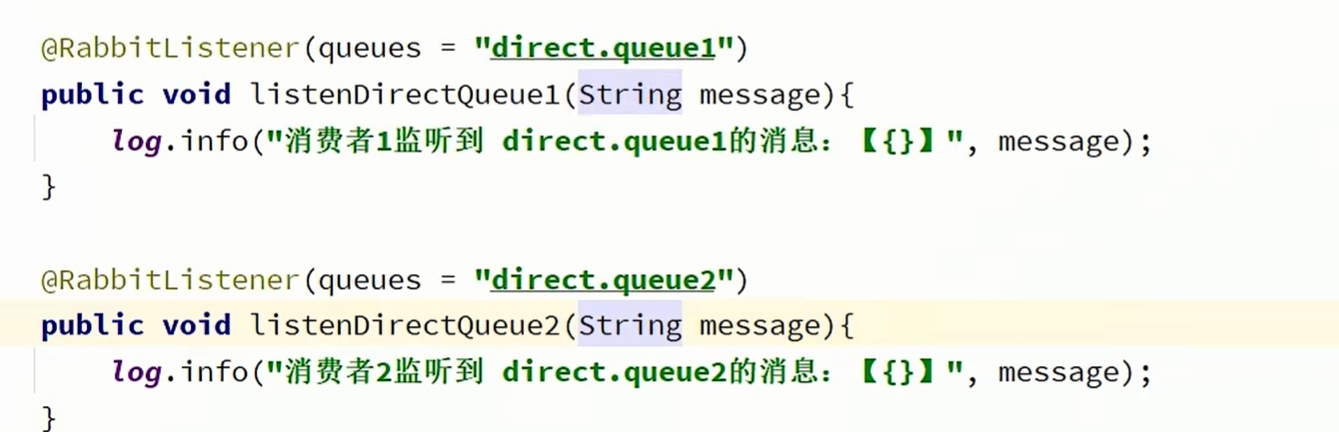 @RabbitListener(queues = "direct.queue1")
public void listenDirectQueue1(String message){
    log.info("消费者1监听到 direct.queue1的消息：【{}】", message);
}

@RabbitListener(queues = "direct.queue2")
public void listenDirectQueue2(String message){
    log.info("消费者2监听到 direct.queue2的消息：【{}】", message);
}